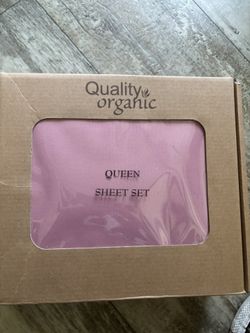 Quality
organic
QUEEN
SHEET SET